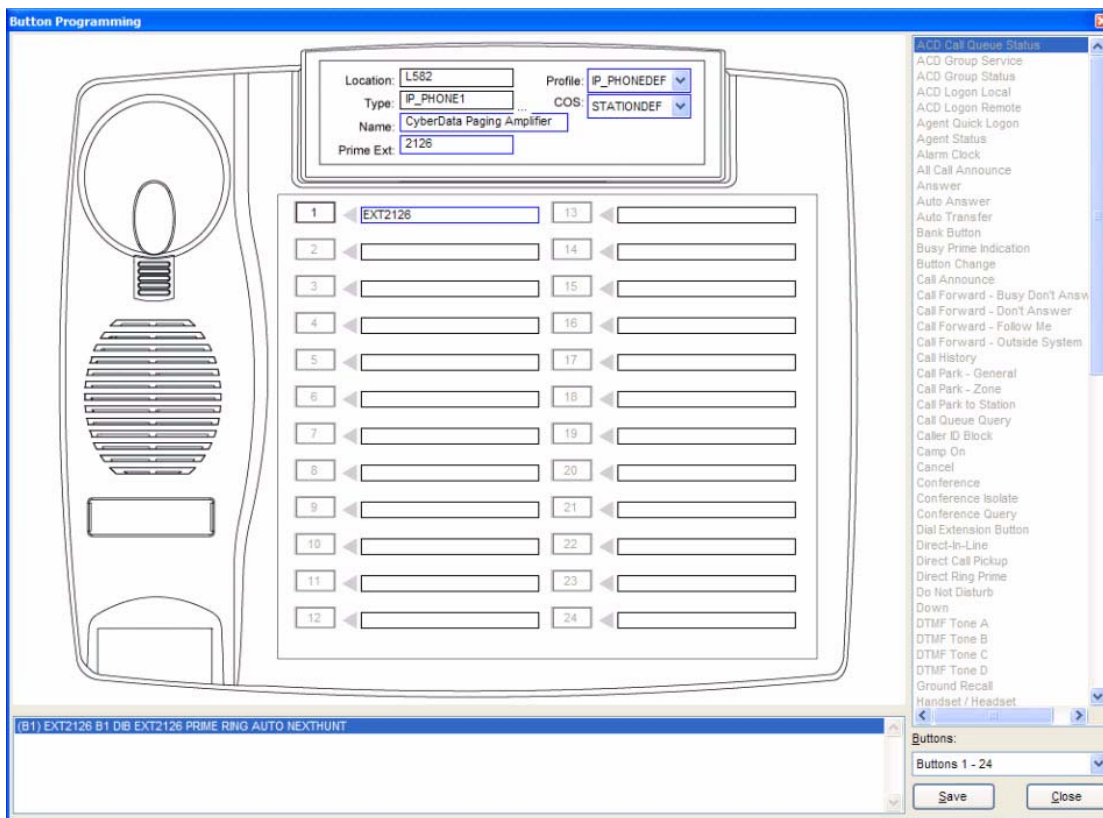 Button Programming
Location: L582 Profile: IP_PHONEDEF
Type: IP_PHONE1 ... COS: STATIONDEF
Name: CyberData Paging Amplifier
Prime Ext: 2126
1 EXT2126 13
2 14
3 15
4 16
5 17
6 18
7 19
8 20
9 21
10 22
11 23
12 24
(B1) EXT2126 B1 DIB EXT2126 PRIME RING AUTO NEXTHUNT
ACD Call Queue Status
ACD Group Service
ACD Group Status
ACD Logon Local
ACD Logon Remote
Agent Quick Logon
Agent Status
Alarm Clock
All Call Announce
Answer
Auto Answer
Auto Transfer
Bank Button
Busy Prime Indication
Button Change
Call Announce
Call Forward - Busy Don't Answ
Call Forward - Don't Answer
Call Forward - Follow Me
Call Forward - Outside System
Call History
Call Park - General
Call Park - Zone
Call Park to Station
Call Queue Query
Caller ID Block
Camp On
Cancel
Conference
Conference Isolate
Conference Query
Dial Extension Button
Direct-In-Line
Direct Call Pickup
Direct Ring Prime
Do Not Disturb
Down
DTMF Tone A
DTMF Tone B
DTMF Tone C
DTMF Tone D
Ground Recall
Handset / Headset
Buttons:
Buttons 1 - 24
Save Close